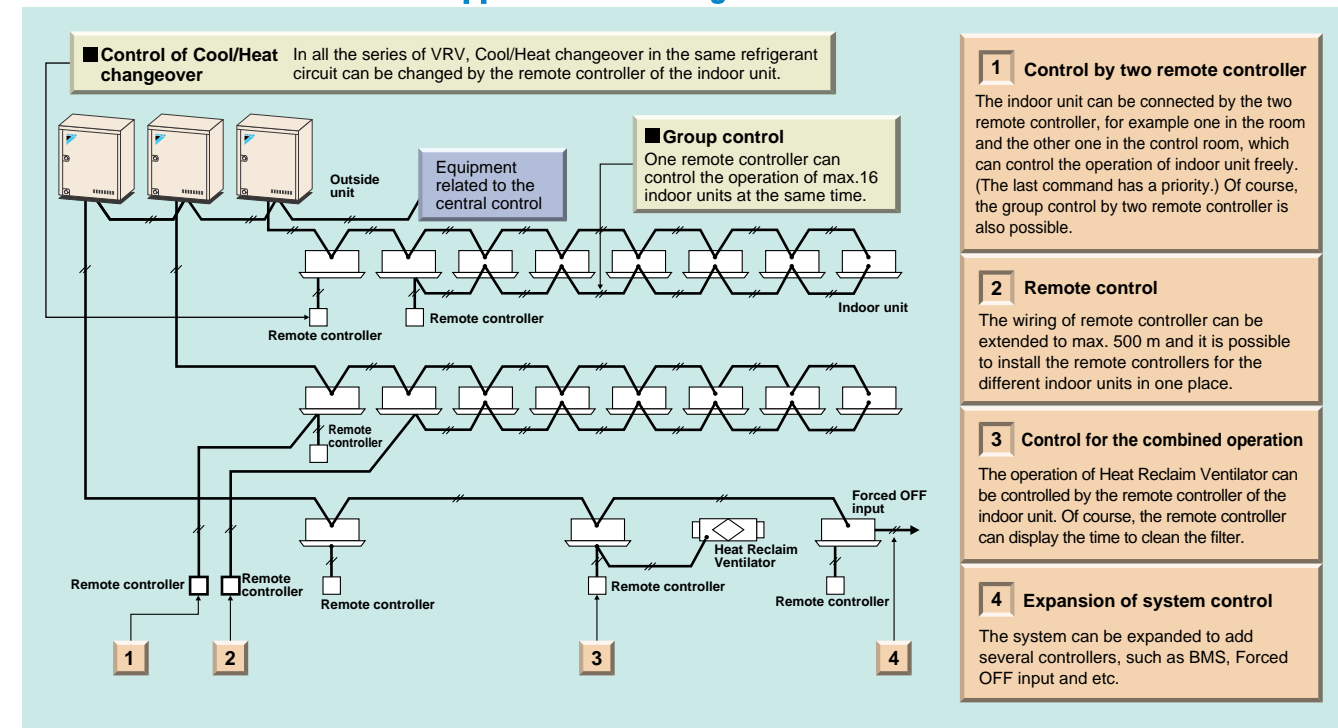 ■Control of Cool/Heat changeover
In all the series of VRV, Cool/Heat changeover in the same refrigerant
circuit can be changed by the remote controller of the indoor unit.
Outside
unit
Equipment
related to the
central control
■Group control
One remote controller can
control the operation of max.16
indoor units at the same time.
Indoor unit
Remote controller
Remote controller
Remote
controller
Forced OFF
input
Heat Reclaim
Ventilator
Remote controller
Remote
controller
Remote controller
Remote controller
Remote controller
1
2
3
4
1 Control by two remote controller
The indoor unit can be connected by the two
remote controller, for example one in the room
and the other one in the control room, which
can control the operation of indoor unit freely.
(The last command has a priority.) Of course,
the group control by two remote controller is
also possible.
2 Remote control
The wiring of remote controller can be
extended to max. 500 m and it is possible
to install the remote controllers for the
different indoor units in one place.
3 Control for the combined operation
The operation of Heat Reclaim Ventilator can
be controlled by the remote controller of the
indoor unit. Of course, the remote controller
can display the time to clean the filter.
4 Expansion of system control
The system can be expanded to add
several controllers, such as BMS, Forced
OFF input and etc.